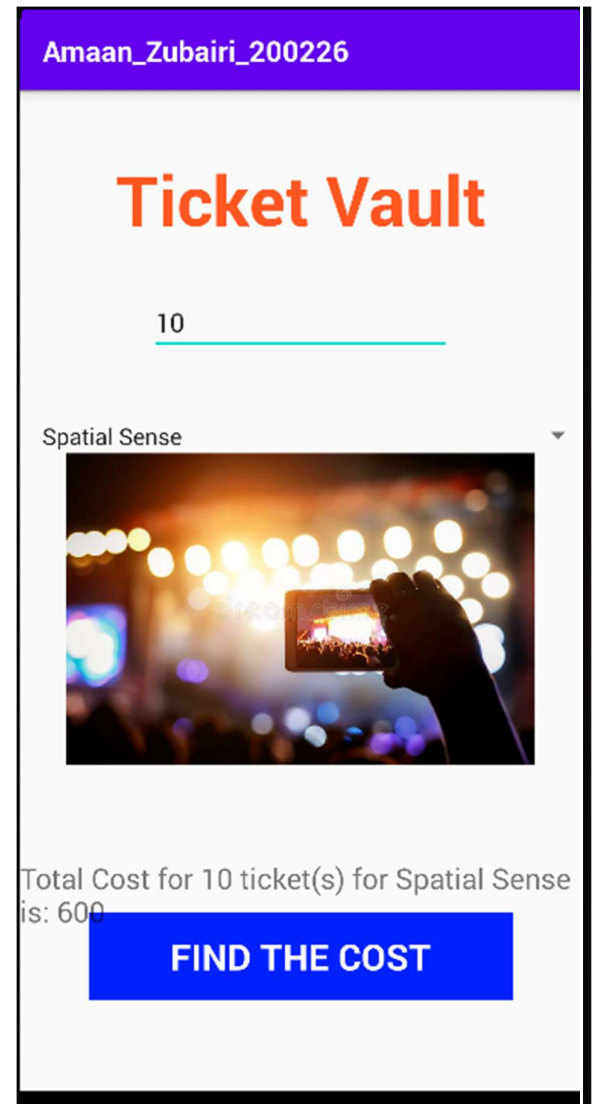 Amaan_Zubairi_200226
Ticket Vault
10
Spatial Sense
dreamstime.
Total Cost for 10 ticket(s) for Spatial Sense
is: 600
FIND THE COST